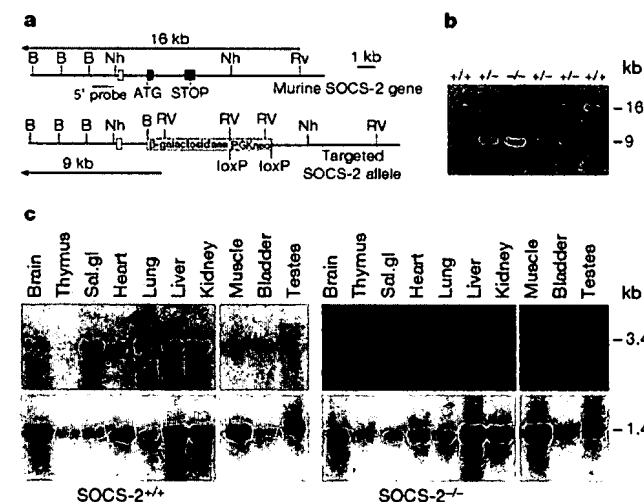 a
16 kb
B B B Nh Nh Rv
1 kb
5' probe ATG STOP Murine SOCS-2 gene
B B Nh B RV RV RV Nh RV
β-galactosidase PGKneo
loxP loxP
9 kb
Targeted
SOCS-2 allele
b
kb
+/+ +/– –/– +/– +/– +/+
–16
–9
c
Brain Thymus Sal.gl Heart Lung Liver Kidney Muscle Bladder Testes Brain Thymus Sal.gl Heart Lung Liver Kidney Muscle Bladder Testes
kb
–3.4
–1.4
SOCS-2+/+ SOCS-2–/–